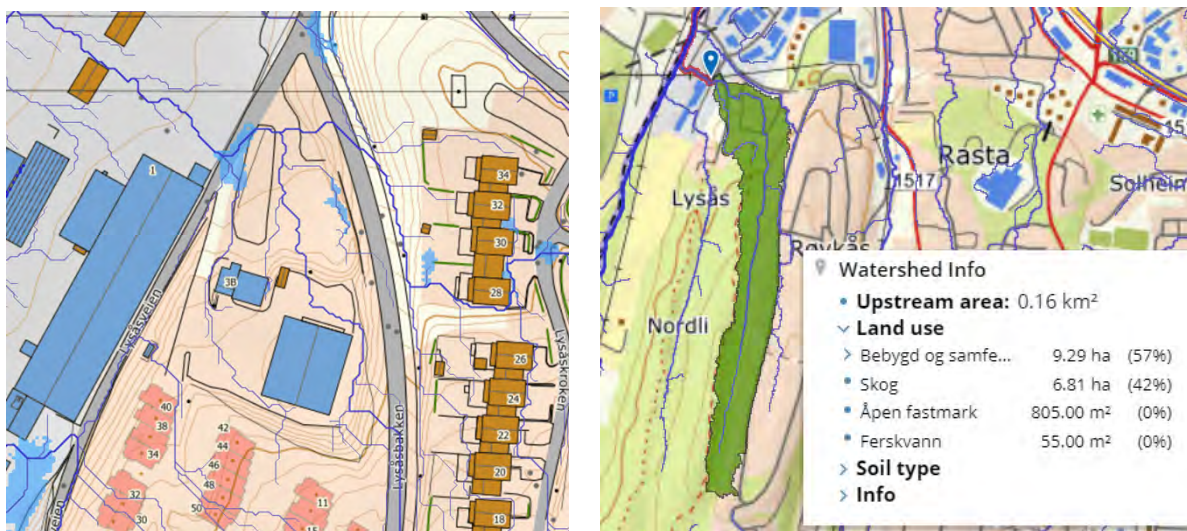 1
34
32
30
28
3B
Lysåsveien
26
24
22
20
18
40
38
34
42
44
46
48
50
32
30
11
15
Lysåsbakken
Lysåskroken
veien
Rasta
1517
Lysås
Solheim
Røykås
Nordli
Watershed Info
Upstream area: 0.16 km²
Land use
Bebygd og samfe... 9.29 ha (57%)
Skog 6.81 ha (42%)
Åpen fastmark 805.00 m² (0%)
Ferskvann 55.00 m² (0%)
Soil type
Info